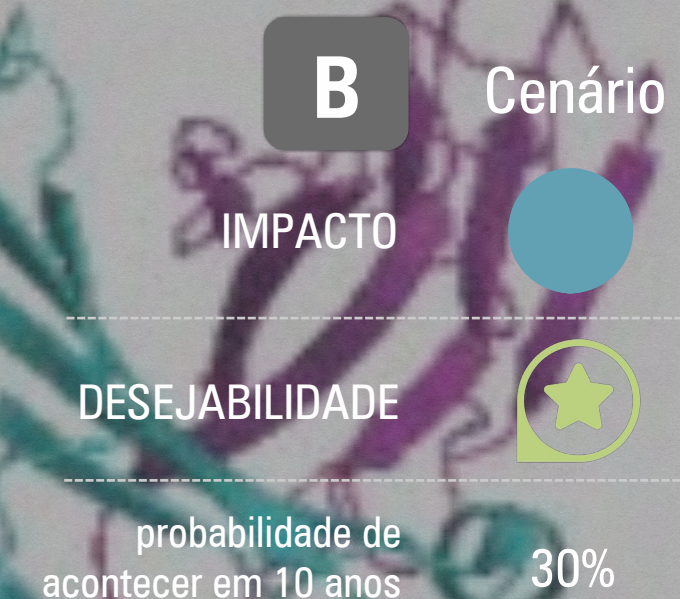 B Cenário
IMPACTO
DESEJABILIDADE
probabilidade de
acontecer em 10 anos 30%